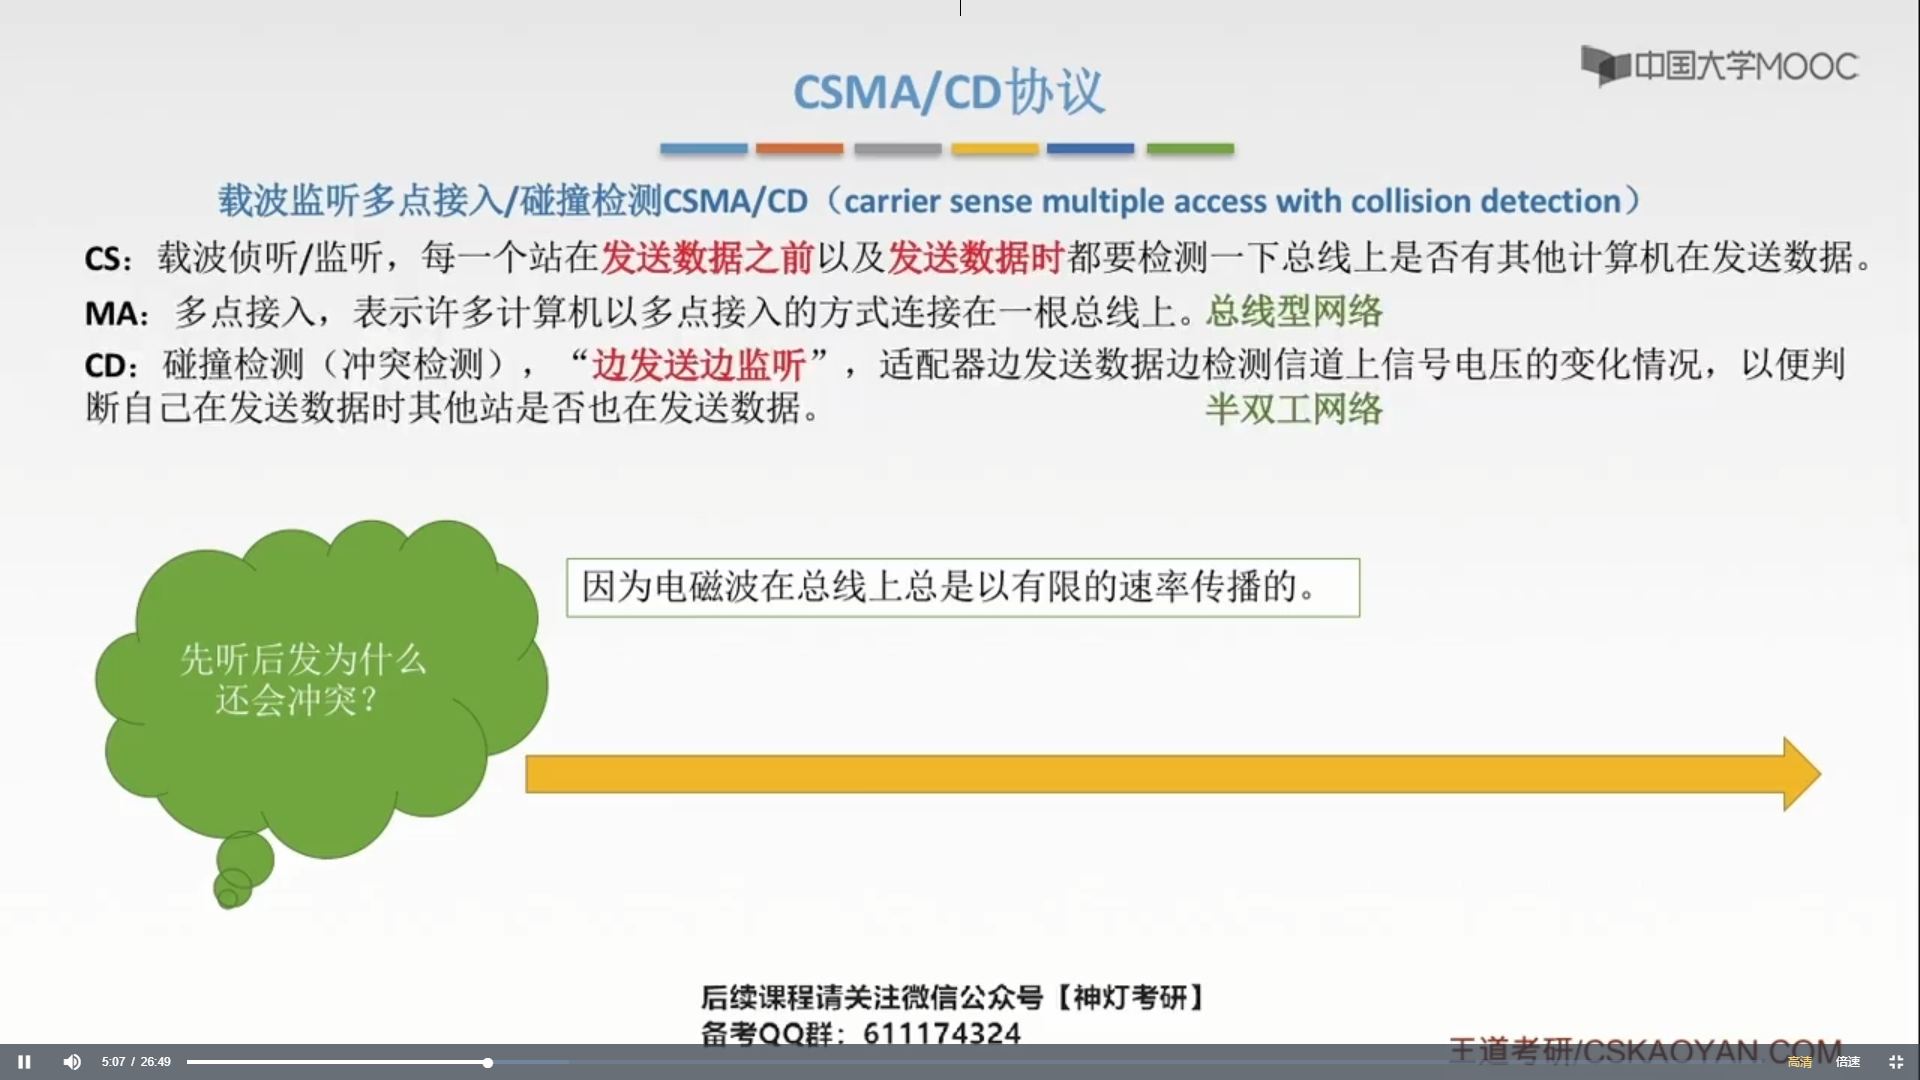 中国大学MOOC
CSMA/CD协议
载波监听多点接入/碰撞检测CSMA/CD（carrier sense multiple access with collision detection）
CS：载波侦听/监听，每一个站在发送数据之前以及发送数据时都要检测一下总线上是否有其他计算机在发送数据。
MA：多点接入，表示许多计算机以多点接入的方式连接在一根总线上。总线型网络
CD：碰撞检测（冲突检测），“边发送边监听”，适配器边发送数据边检测信道上信号电压的变化情况，以便判
断自己在发送数据时其他站是否也在发送数据。 半双工网络
因为电磁波在总线上总是以有限的速率传播的。
先听后发为什么
还会冲突？
后续课程请关注微信公众号【神灯考研】
备考QQ群：611174324
王道考研/CSKAOYAN.COM
5:07 / 26:49
高清 倍速